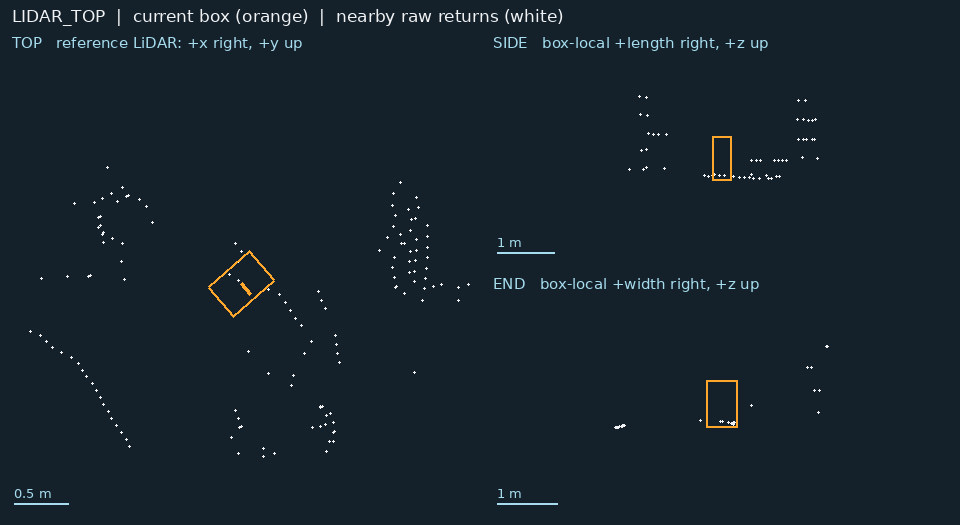 LIDAR_TOP | current box (orange) | nearby raw returns (white)
TOP reference LiDAR: +x right, +y up
SIDE box-local +length right, +z up
1 m
END box-local +width right, +z up
0.5 m
1 m